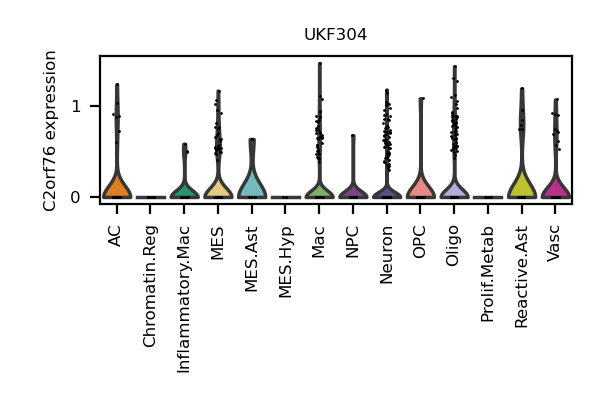 UKF304
C2orf76 expression
1
0
AC
Chromatin.Reg
Inflammatory.Mac
MES
MES.Ast
MES.Hyp
Mac
NPC
Neuron
OPC
Oligo
Prolif.Metab
Reactive.Ast
Vasc